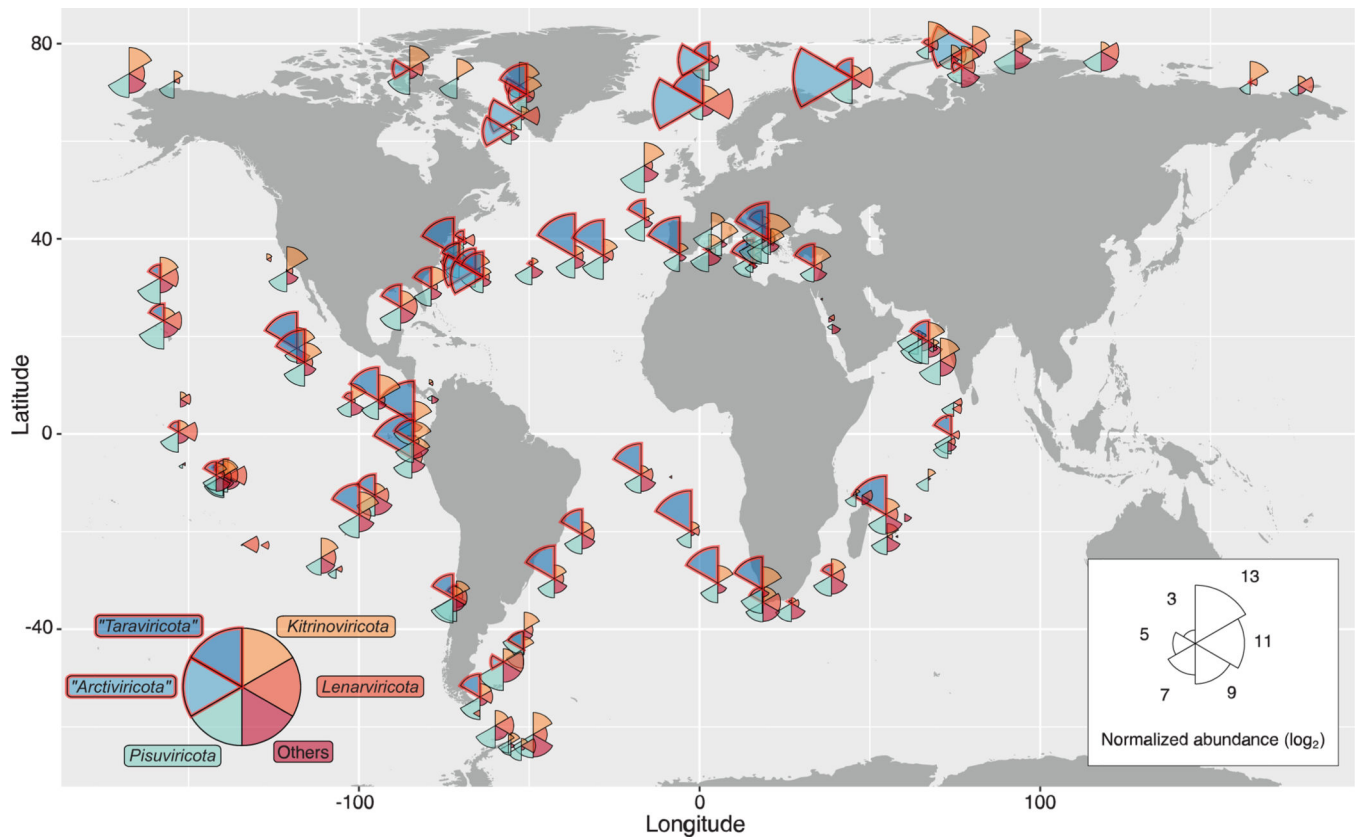 80
40
0
-40
Latitude
-100
0
100
Longitude
"Taraviricota"
Kitrinoviricota
"Arctiviricota"
Lenarviricota
Pisuviricota
Others
13
3
5
11
7
9
Normalized abundance (log₂)